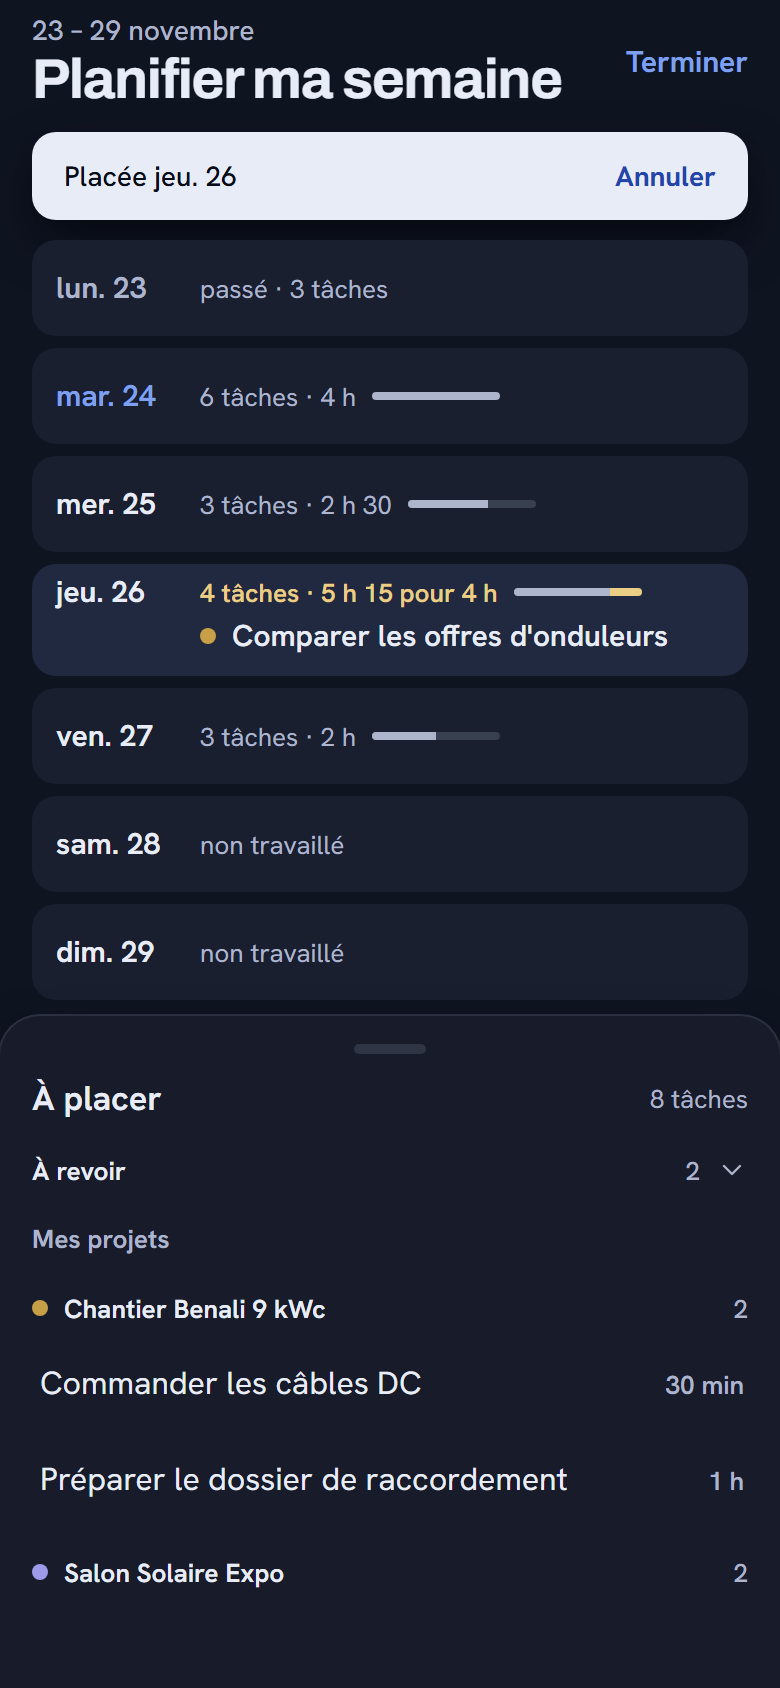 23 – 29 novembre
Planifier ma semaine
Terminer
Placée jeu. 26
Annuler
lun. 23 passé · 3 tâches
mar. 24 6 tâches · 4 h
mer. 25 3 tâches · 2 h 30
jeu. 26 4 tâches · 5 h 15 pour 4 h
Comparer les offres d'onduleurs
ven. 27 3 tâches · 2 h
sam. 28 non travaillé
dim. 29 non travaillé
À placer 8 tâches
À revoir 2
Mes projets
Chantier Benali 9 kWc 2
Commander les câbles DC 30 min
Préparer le dossier de raccordement 1 h
Salon Solaire Expo 2